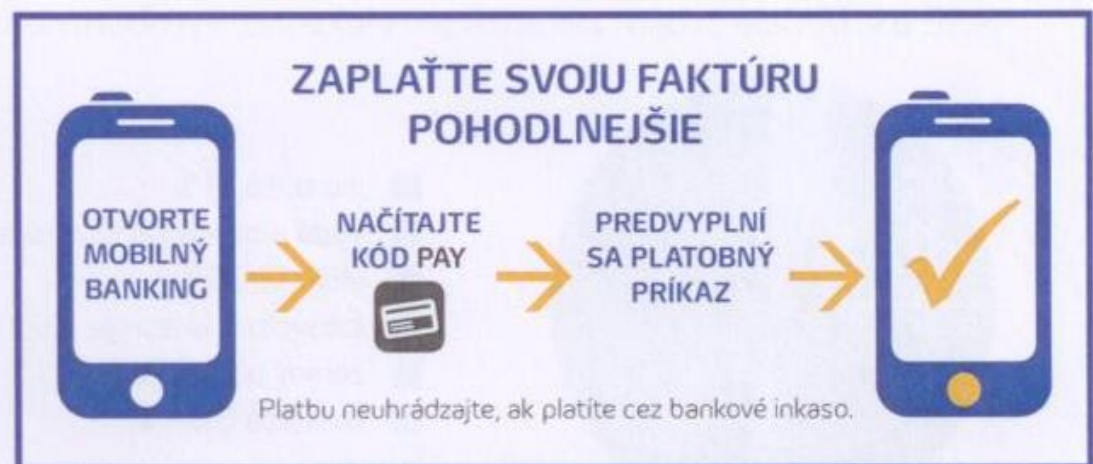 ZAPLAŤTE SVOJU FAKTÚRU
POHODLNEJŠIE
OTVORTE
MOBILNÝ
BANKING
NAČÍTAJTE
KÓD PAY
PREDVYPLNÍ
SA PLATOBNÝ
PRÍKAZ
Platbu neuhrádzajte, ak platíte cez bankové inkaso.